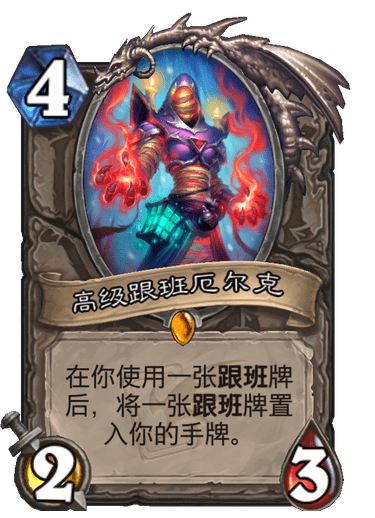 4
高级跟班厄尔克
在你使用一张跟班牌
后，将一张跟班牌置
入你的手牌。
2
3